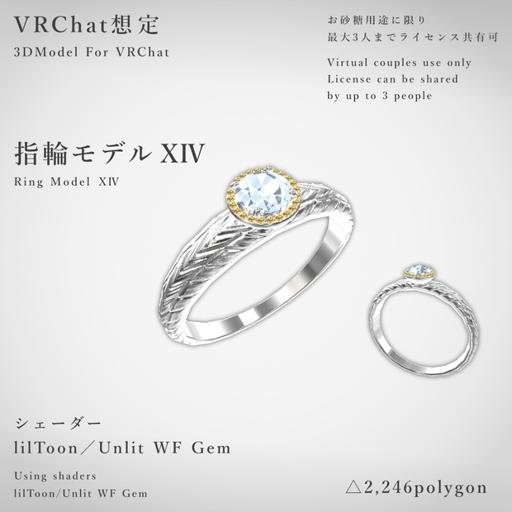 VRChat想定
3DModel For VRChat
お砂糖用途に限り
最大3人までライセンス共有可
Virtual couples use only
License can be shared
by up to 3 people
指輪モデル XIV
Ring Model XIV
シェーダー
lilToon／Unlit WF Gem
Using shaders
lilToon/Unlit WF Gem
△2,246polygon